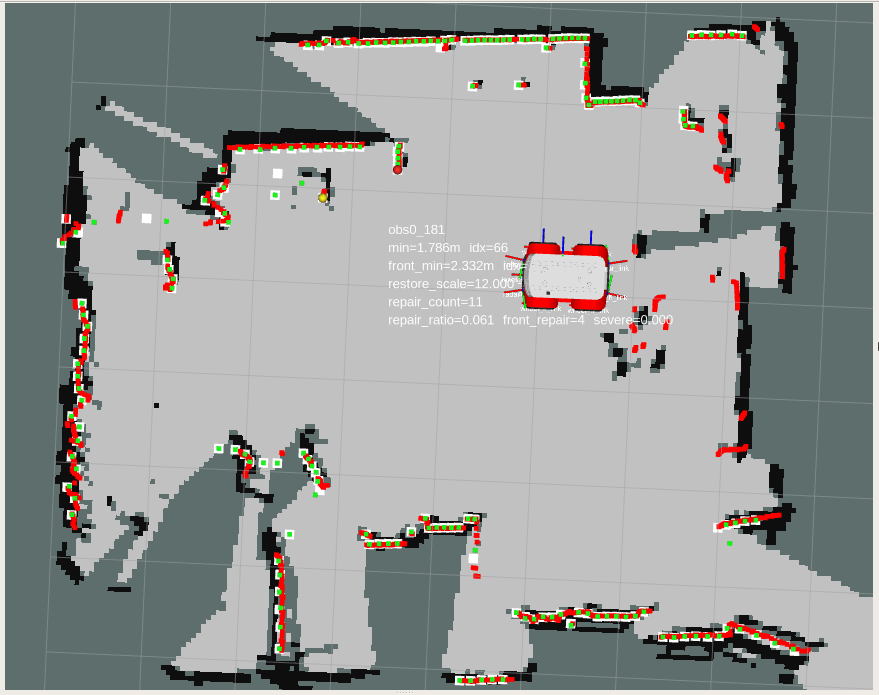 obs0_181
min=1.786m idx=66
front_min=2.332m
restore_scale=12.000
repair_count=11
repair_ratio=0.061 front_repair=4 severe=0.000